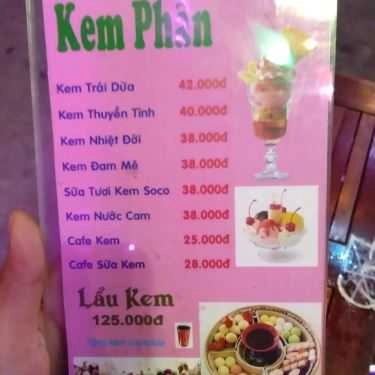 Kem Phần
Kem Trái Dừa 42.000đ
Kem Thuyền Tình 40.000đ
Kem Nhiệt Đới 38.000đ
Kem Đam Mê 38.000đ
Sữa Tươi Kem Soco 38.000đ
Kem Nước Cam 38.000đ
Cafe Kem 25.000đ
Cafe Sữa Kem 28.000đ
Lẩu Kem
125.000đ